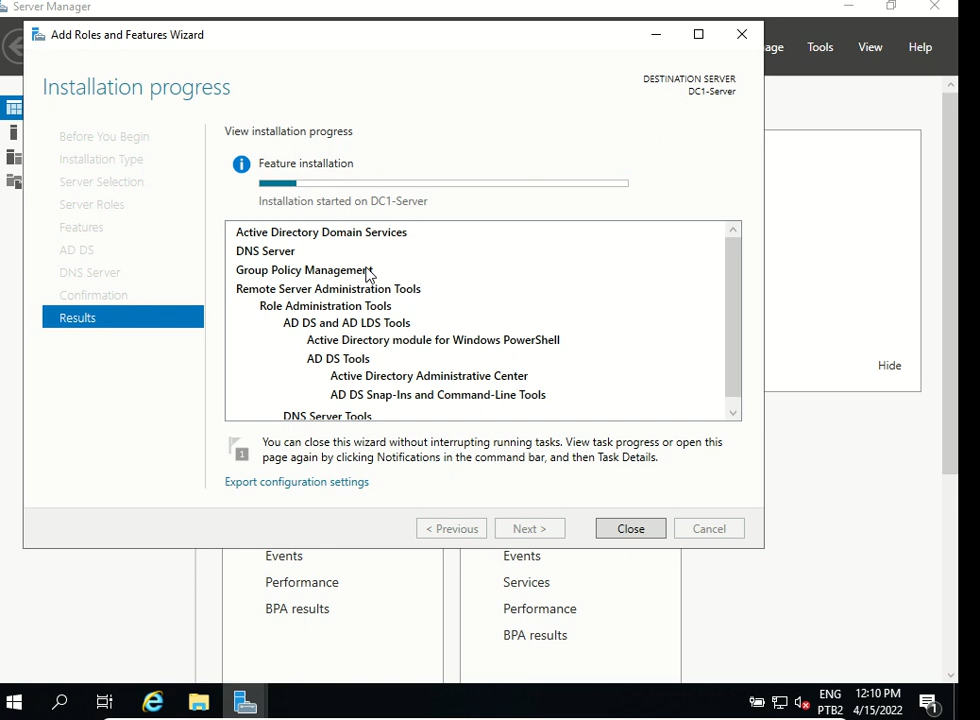 Server Manager
Add Roles and Features Wizard
Tools
View
Help
Installation progress
DESTINATION SERVER
DC1-Server
Before You Begin
Installation Type
Server Selection
Server Roles
Features
AD DS
DNS Server
Confirmation
Results
View installation progress
Feature installation
Installation started on DC1-Server
Active Directory Domain Services
DNS Server
Group Policy Management
Remote Server Administration Tools
Role Administration Tools
AD DS and AD LDS Tools
Active Directory module for Windows PowerShell
AD DS Tools
Active Directory Administrative Center
AD DS Snap-Ins and Command-Line Tools
DNS Server Tools
Hide
1
You can close this wizard without interrupting running tasks. View task progress or open this
page again by clicking Notifications in the command bar, and then Task Details.
Export configuration settings
< Previous
Next >
Close
Cancel
Events
Performance
BPA results
Events
Services
Performance
BPA results
ENG
PTB2
12:10 PM
4/15/2022
1